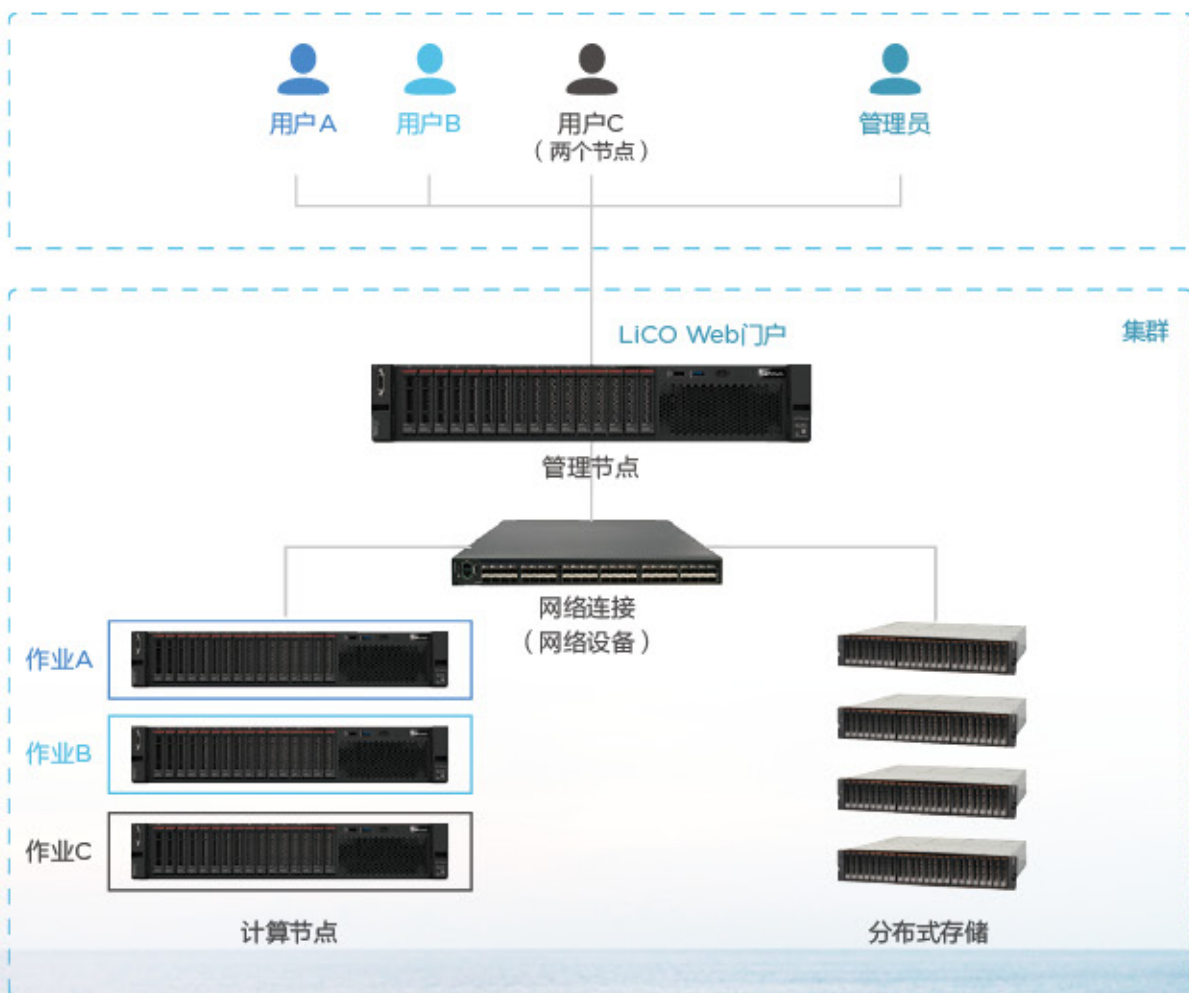 用户A
用户B
用户C
（两个节点）
管理员
LiCO Web门户
集群
管理节点
网络连接
（网络设备）
作业A
作业B
作业C
计算节点
分布式存储